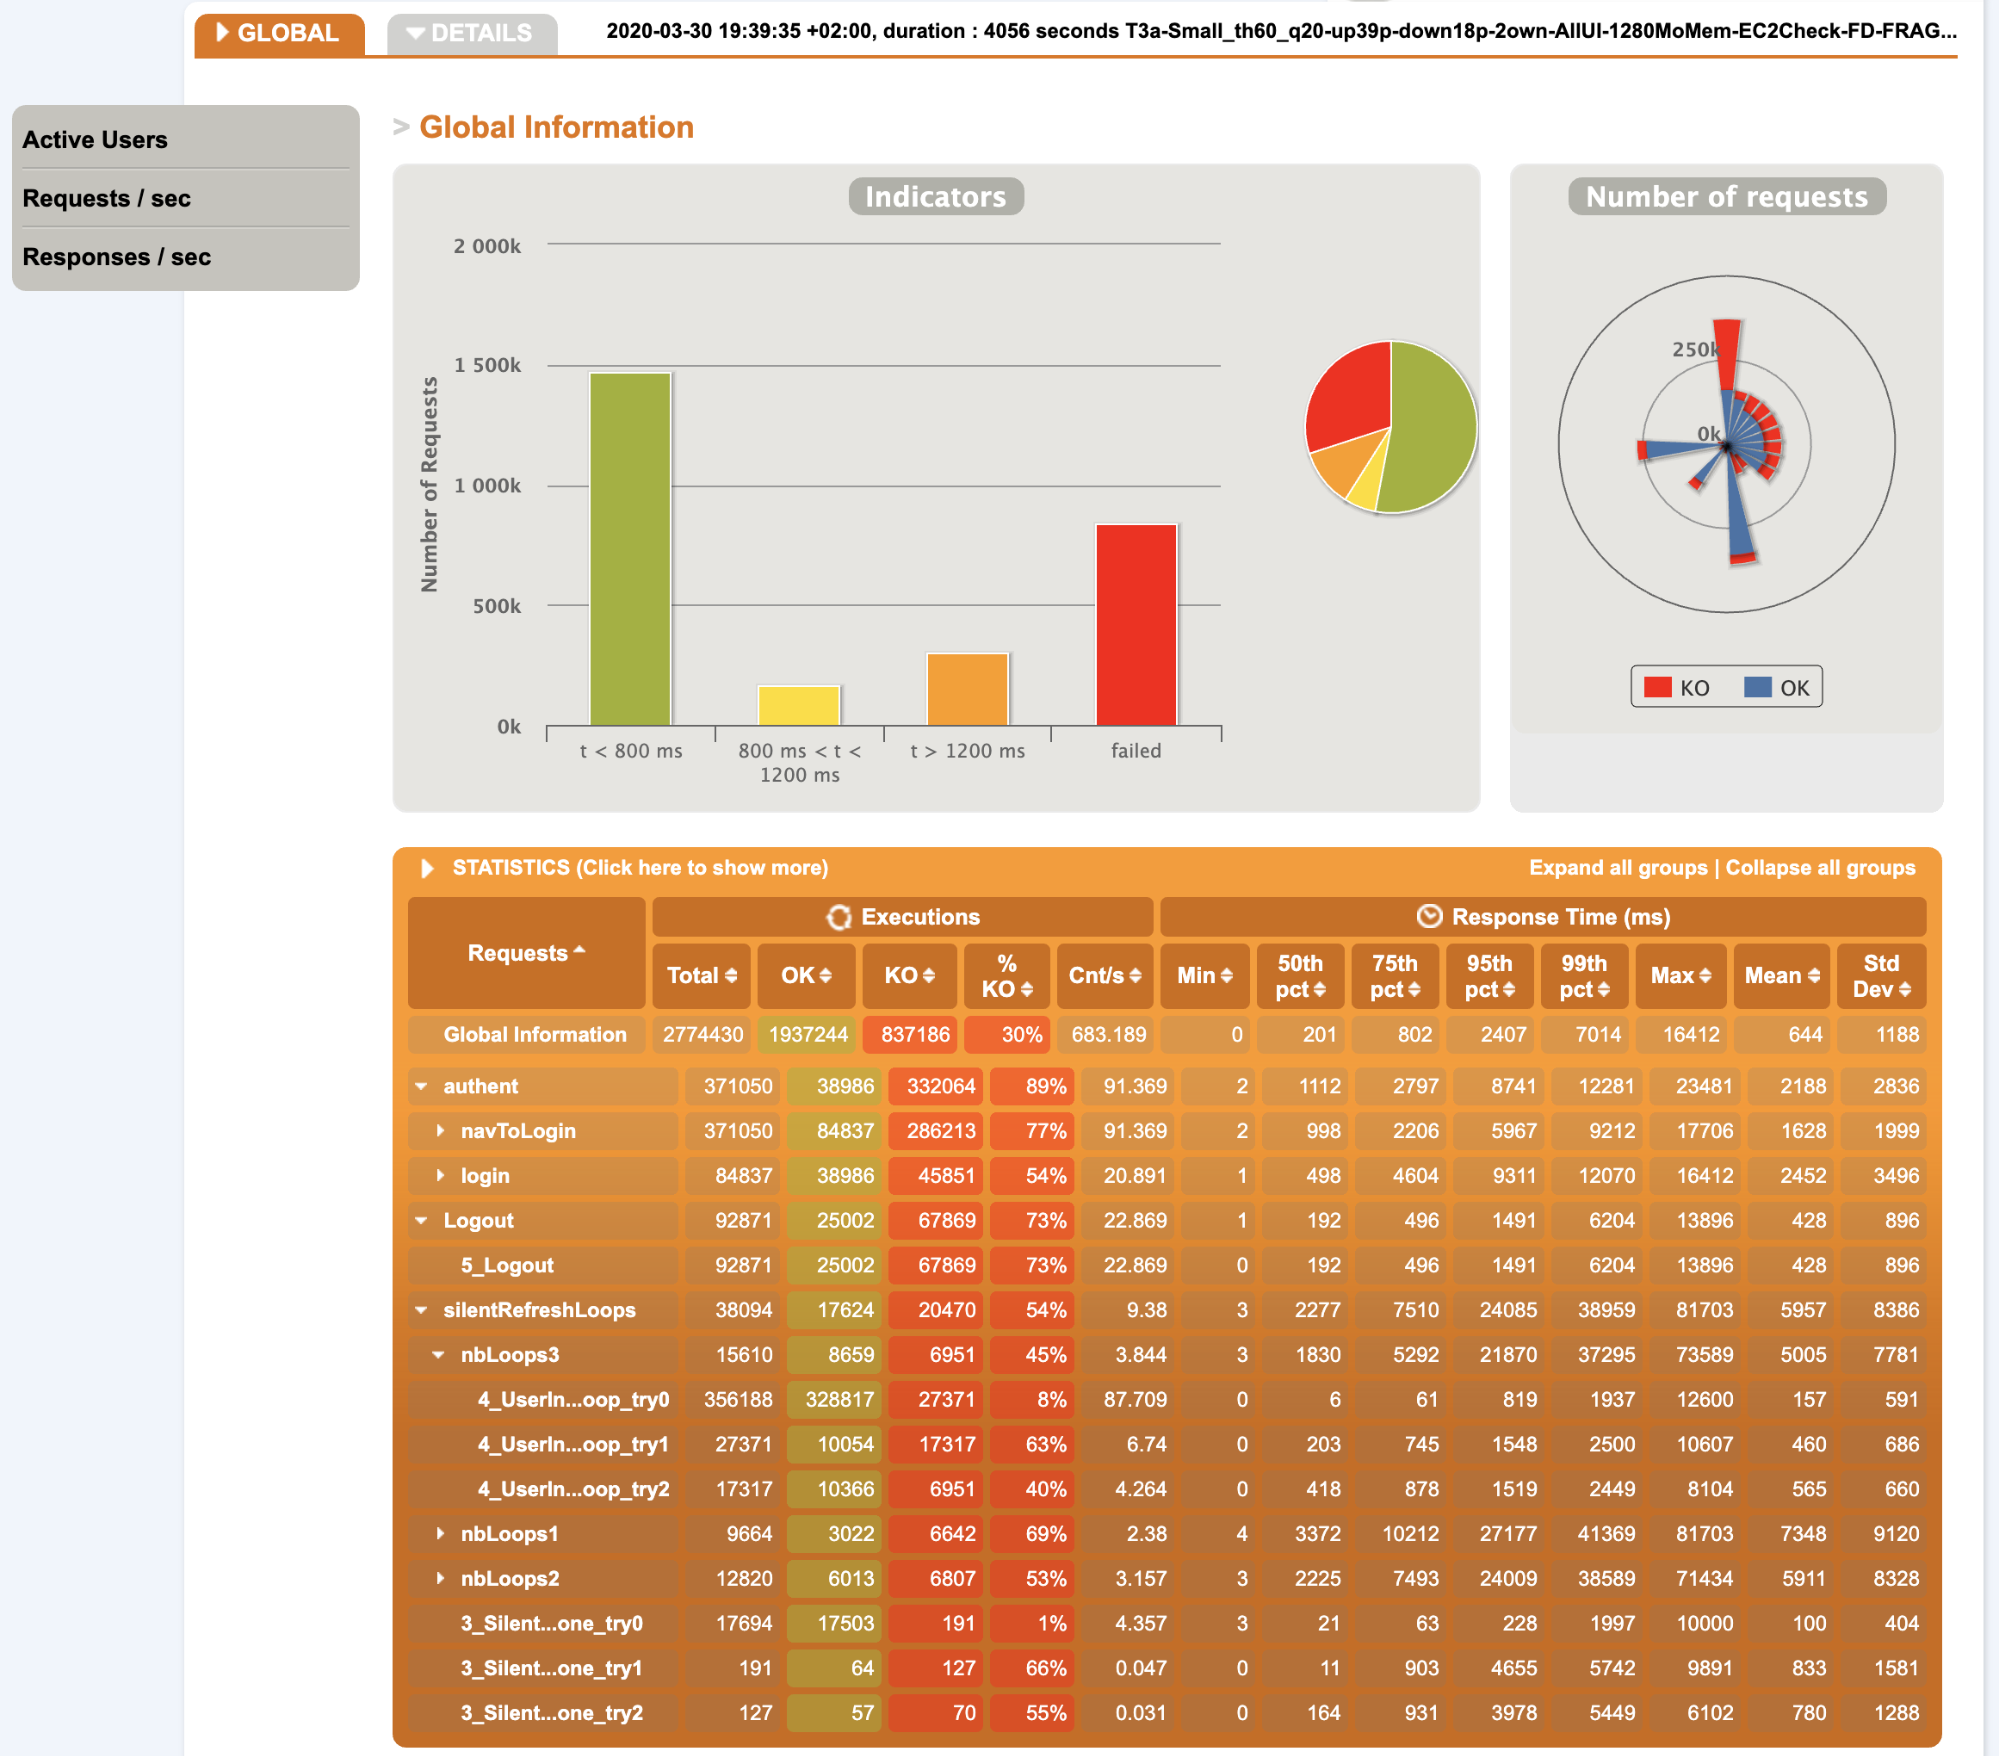 GLOBAL
DETAILS
2020-03-30 19:39:35 +02:00, duration : 4056 seconds T3a-Small_th60_q20-up39p-down18p-2own-AllUI-1280MoMem-EC2Check-FD-FRAG...
Active Users
Requests / sec
Responses / sec
> Global Information
Indicators
2 000k
1 500k
1 000k
500k
0k
Number of Requests
t < 800 ms
800 ms < t <
1200 ms
t > 1200 ms
failed
Number of requests
250k
0k
KO
OK
STATISTICS (Click here to show more)
Expand all groups | Collapse all groups
Requests
Executions
Response Time (ms)
Total OK KO % KO Cnt/s Min 50th pct 75th pct 95th pct 99th pct Max Mean Std Dev
Global Information 2774430 1937244 837186 30% 683.189 0 201 802 2407 7014 16412 644 1188
authent 371050 38986 332064 89% 91.369 2 1112 2797 8741 12281 23481 2188 2836
navToLogin 371050 84837 286213 77% 91.369 2 998 2206 5967 9212 17706 1628 1999
login 84837 38986 45851 54% 20.891 1 498 4604 9311 12070 16412 2452 3496
Logout 92871 25002 67869 73% 22.869 1 192 496 1491 6204 13896 428 896
5_Logout 92871 25002 67869 73% 22.869 0 192 496 1491 6204 13896 428 896
silentRefreshLoops 38094 17624 20470 54% 9.38 3 2277 7510 24085 38959 81703 5957 8386
nbLoops3 15610 8659 6951 45% 3.844 3 1830 5292 21870 37295 73589 5005 7781
4_UserIn...oop_try0 356188 328817 27371 8% 87.709 0 6 61 819 1937 12600 157 591
4_UserIn...oop_try1 27371 10054 17317 63% 6.74 0 203 745 1548 2500 10607 460 686
4_UserIn...oop_try2 17317 10366 6951 40% 4.264 0 418 878 1519 2449 8104 565 660
nbLoops1 9664 3022 6642 69% 2.38 4 3372 10212 27177 41369 81703 7348 9120
nbLoops2 12820 6013 6807 53% 3.157 3 2225 7493 24009 38589 71434 5911 8328
3_Silent...one_try0 17694 17503 191 1% 4.357 3 21 63 228 1997 10000 100 404
3_Silent...one_try1 191 64 127 66% 0.047 0 11 903 4655 5742 9891 833 1581
3_Silent...one_try2 127 57 70 55% 0.031 0 164 931 3978 5449 6102 780 1288